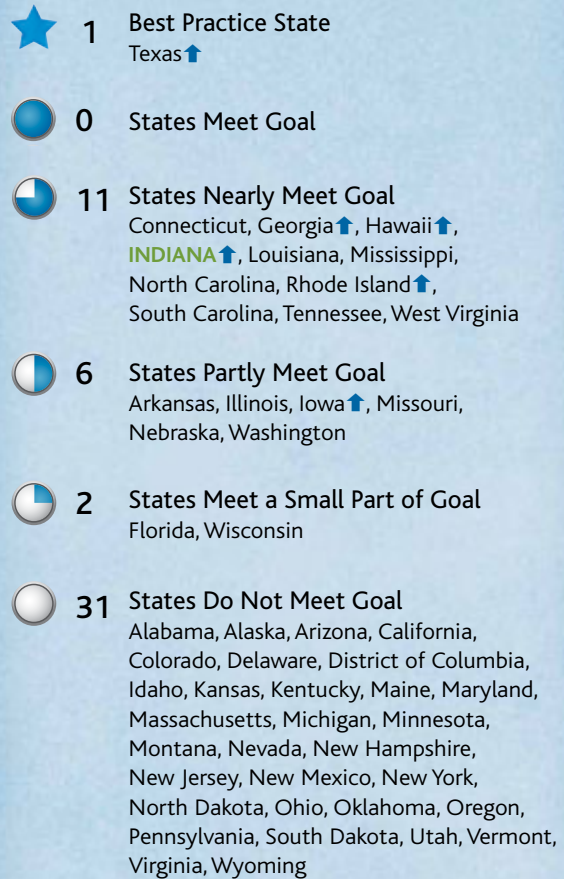 1 Best Practice State
Texas⬆
0 States Meet Goal
11 States Nearly Meet Goal
Connecticut, Georgia⬆, Hawaii⬆,
INDIANA⬆, Louisiana, Mississippi,
North Carolina, Rhode Island⬆,
South Carolina, Tennessee, West Virginia
6 States Partly Meet Goal
Arkansas, Illinois, Iowa⬆, Missouri,
Nebraska, Washington
2 States Meet a Small Part of Goal
Florida, Wisconsin
31 States Do Not Meet Goal
Alabama, Alaska, Arizona, California,
Colorado, Delaware, District of Columbia,
Idaho, Kansas, Kentucky, Maine, Maryland,
Massachusetts, Michigan, Minnesota,
Montana, Nevada, New Hampshire,
New Jersey, New Mexico, New York,
North Dakota, Ohio, Oklahoma, Oregon,
Pennsylvania, South Dakota, Utah, Vermont,
Virginia, Wyoming